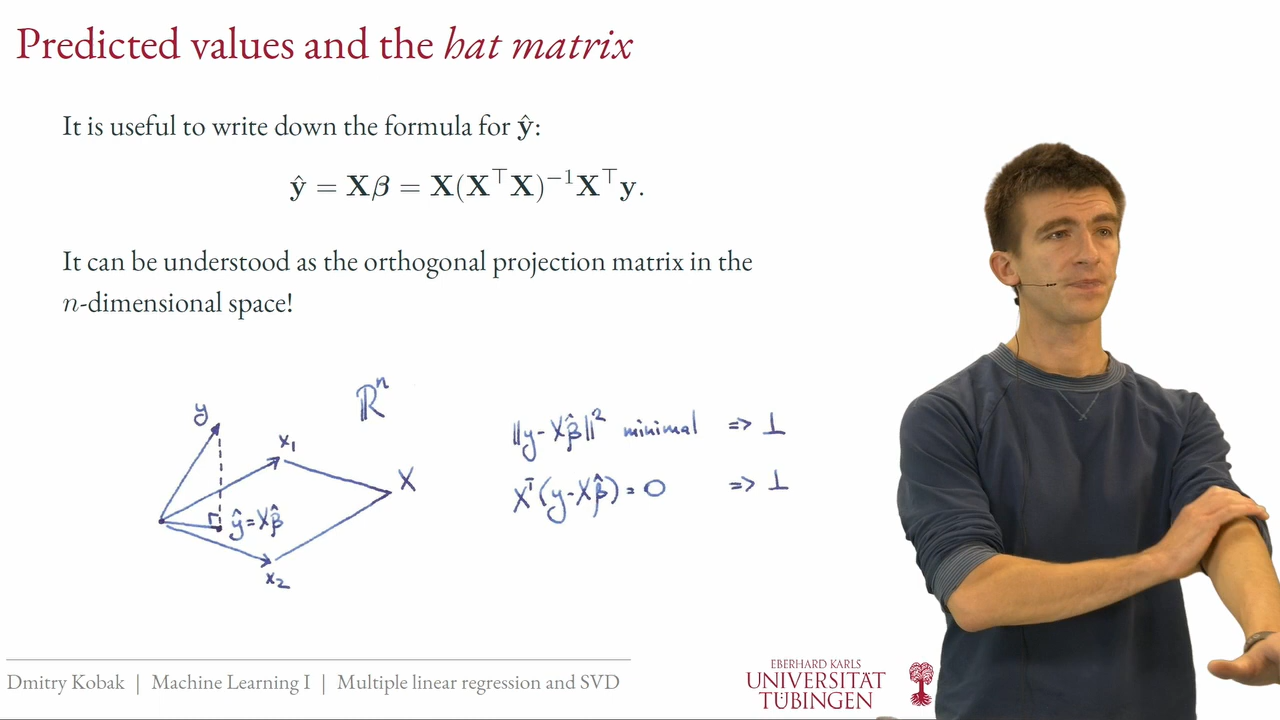 Predicted values and the hat matrix
It is useful to write down the formula for ŷ:
ŷ = Xβ = X(X⊤X)⁻¹X⊤y.
It can be understood as the orthogonal projection matrix in the
n-dimensional space!
ℝⁿ
y
x₁
X
ŷ=Xβ̂
x₂
‖y-Xβ̂‖² minimal => ⊥
Xᵀ(y-Xβ̂)=0 => ⊥
Dmitry Kobak | Machine Learning I | Multiple linear regression and SVD
EBERHARD KARLS
UNIVERSITÄT
TÜBINGEN